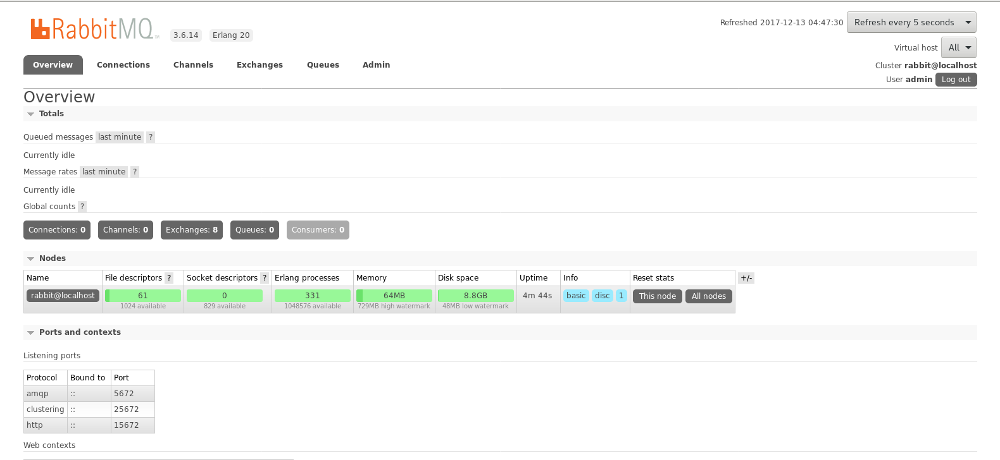 RabbitMQ TM 3.6.14 Erlang 20
Refreshed 2017-12-13 04:47:30 Refresh every 5 seconds
Virtual host All
Cluster rabbit@localhost
User admin Log out
Overview Connections Channels Exchanges Queues Admin
Overview
Totals
Queued messages last minute ?
Currently idle
Message rates last minute ?
Currently idle
Global counts ?
Connections: 0 Channels: 0 Exchanges: 8 Queues: 0 Consumers: 0
Nodes
Name File descriptors ? Socket descriptors ? Erlang processes Memory Disk space Uptime Info Reset stats +/-
rabbit@localhost 61 0 331 64MB 8.8GB 4m 44s basic disc 1 This node All nodes
1024 available 829 available 1048576 available 729MB high watermark 48MB low watermark
Ports and contexts
Listening ports
Protocol Bound to Port
amqp :: 5672
clustering :: 25672
http :: 15672
Web contexts